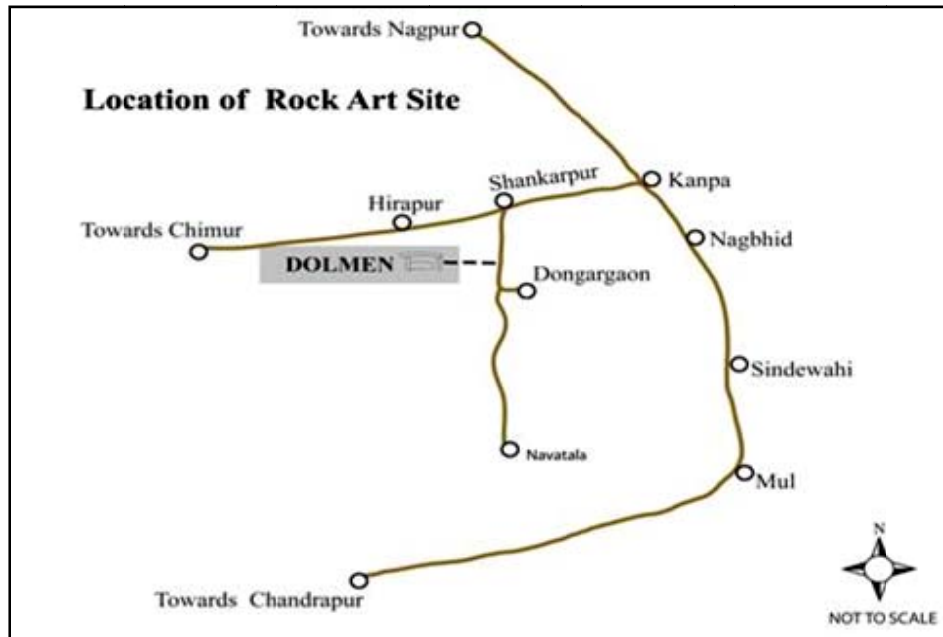 Towards Nagpur
Location of Rock Art Site
Shankarpur
Kanpa
Hirapur
Towards Chimur
Nagbhid
DOLMEN
Dongargaon
Sindewahi
Navatala
Mul
N
Towards Chandrapur
NOT TO SCALE